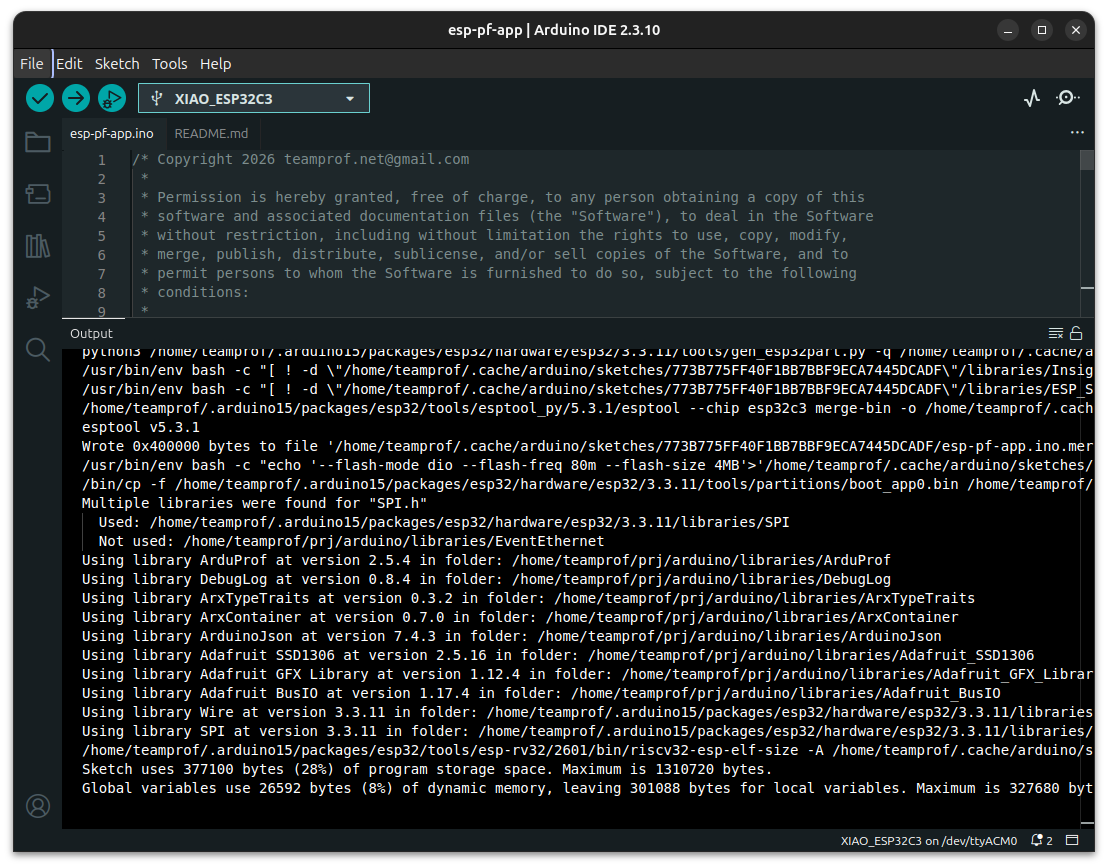 esp-pf-app | Arduino IDE 2.3.10
File Edit Sketch Tools Help
XIAO_ESP32C3
esp-pf-app.ino README.md
1 /* Copyright 2026 teamprof.net@gmail.com
2 *
3 * Permission is hereby granted, free of charge, to any person obtaining a copy of this
4 * software and associated documentation files (the "Software"), to deal in the Software
5 * without restriction, including without limitation the rights to use, copy, modify,
6 * merge, publish, distribute, sublicense, and/or sell copies of the Software, and to
7 * permit persons to whom the Software is furnished to do so, subject to the following
8 * conditions:
9 *
Output
python3 /home/teamprof/.arduino15/packages/esp32/hardware/esp32/3.3.11/tools/gen_esp32part.py -q /home/teamprof/.cache/a
/usr/bin/env bash -c "[ ! -d \"/home/teamprof/.cache/arduino/sketches/773B775FF40F1BB7BBF9ECA7445DCADF\"/libraries/Insig
/usr/bin/env bash -c "[ ! -d \"/home/teamprof/.cache/arduino/sketches/773B775FF40F1BB7BBF9ECA7445DCADF\"/libraries/ESP_S
/home/teamprof/.arduino15/packages/esp32/tools/esptool_py/5.3.1/esptool --chip esp32c3 merge-bin -o /home/teamprof/.cach
esptool v5.3.1
Wrote 0x400000 bytes to file '/home/teamprof/.cache/arduino/sketches/773B775FF40F1BB7BBF9ECA7445DCADF/esp-pf-app.ino.mer
/usr/bin/env bash -c "echo '--flash-mode dio --flash-freq 80m --flash-size 4MB'>'/home/teamprof/.cache/arduino/sketches/
/bin/cp -f /home/teamprof/.arduino15/packages/esp32/hardware/esp32/3.3.11/tools/partitions/boot_app0.bin /home/teamprof/
Multiple libraries were found for "SPI.h"
Used: /home/teamprof/.arduino15/packages/esp32/hardware/esp32/3.3.11/libraries/SPI
Not used: /home/teamprof/prj/arduino/libraries/EventEthernet
Using library ArduProf at version 2.5.4 in folder: /home/teamprof/prj/arduino/libraries/ArduProf
Using library DebugLog at version 0.8.4 in folder: /home/teamprof/prj/arduino/libraries/DebugLog
Using library ArxTypeTraits at version 0.3.2 in folder: /home/teamprof/prj/arduino/libraries/ArxTypeTraits
Using library ArxContainer at version 0.7.0 in folder: /home/teamprof/prj/arduino/libraries/ArxContainer
Using library ArduinoJson at version 7.4.3 in folder: /home/teamprof/prj/arduino/libraries/ArduinoJson
Using library Adafruit SSD1306 at version 2.5.16 in folder: /home/teamprof/prj/arduino/libraries/Adafruit_SSD1306
Using library Adafruit GFX Library at version 1.12.4 in folder: /home/teamprof/prj/arduino/libraries/Adafruit_GFX_Librar
Using library Adafruit BusIO at version 1.17.4 in folder: /home/teamprof/prj/arduino/libraries/Adafruit_BusIO
Using library Wire at version 3.3.11 in folder: /home/teamprof/.arduino15/packages/esp32/hardware/esp32/3.3.11/libraries
Using library SPI at version 3.3.11 in folder: /home/teamprof/.arduino15/packages/esp32/hardware/esp32/3.3.11/libraries/
/home/teamprof/.arduino15/packages/esp32/tools/esp-rv32/2601/bin/riscv32-esp-elf-size -A /home/teamprof/.cache/arduino/s
Sketch uses 377100 bytes (28%) of program storage space. Maximum is 1310720 bytes.
Global variables use 26592 bytes (8%) of dynamic memory, leaving 301088 bytes for local variables. Maximum is 327680 byt
XIAO_ESP32C3 on /dev/ttyACM0 2